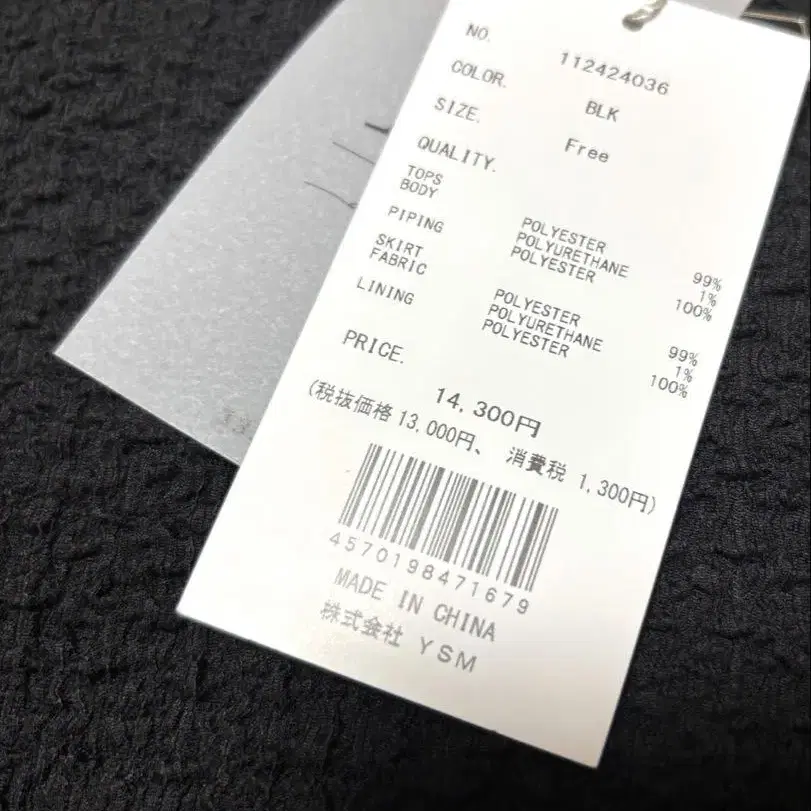 NO. 112424036
COLOR. BLK
SIZE. Free
QUALITY.
TOPS
BODY POLYESTER 99%
POLYURETHANE 1%
PIPING POLYESTER 100%
SKIRT
FABRIC POLYESTER 99%
POLYURETHANE 1%
LINING POLYESTER 100%
PRICE. 14,300円
(税抜価格 13,000円、 消費税 1,300円)
4570198471679
MADE IN CHINA
株式会社 YSM